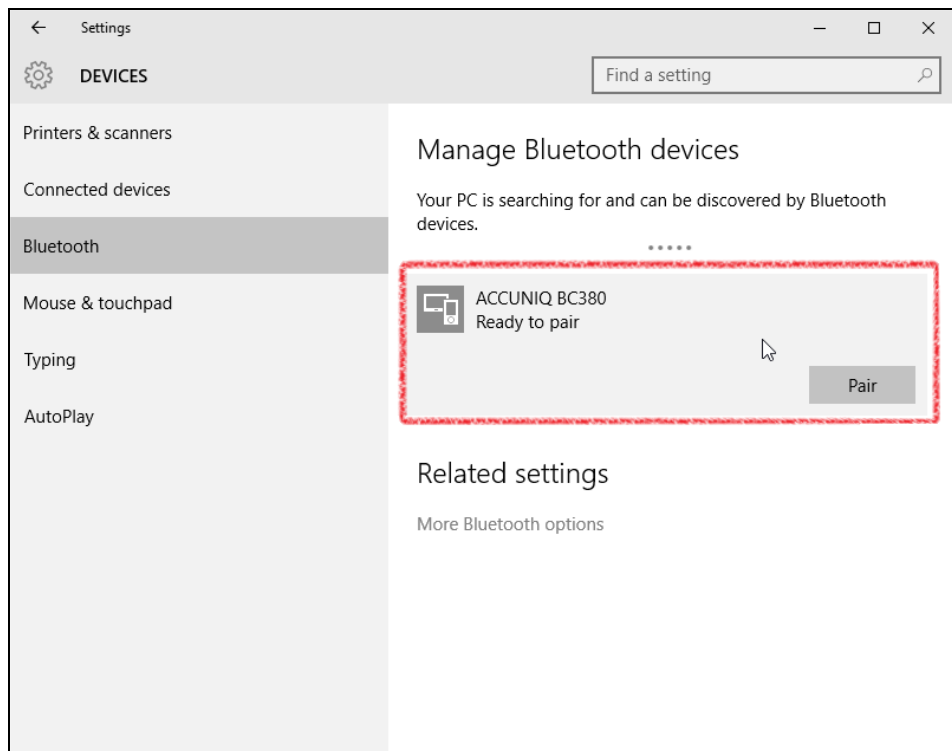 Settings
DEVICES
Find a setting
Printers & scanners
Connected devices
Bluetooth
Mouse & touchpad
Typing
AutoPlay
Manage Bluetooth devices
Your PC is searching for and can be discovered by Bluetooth
devices.
ACCUNIQ BC380
Ready to pair
Pair
Related settings
More Bluetooth options